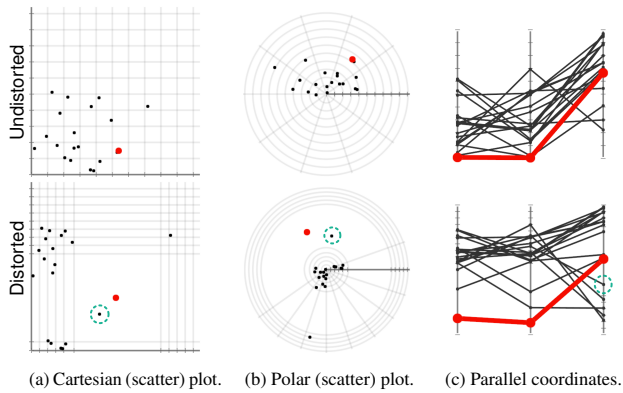 Undistorted
Distorted
(a) Cartesian (scatter) plot.
(b) Polar (scatter) plot.
(c) Parallel coordinates.